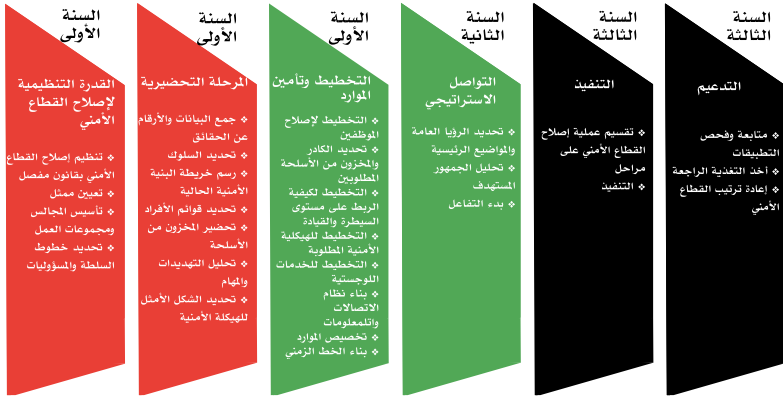 السنة
الأولى
القدرة التنظيمية
لإصلاح القطاع
الأمني
❖ تنظيم إصلاح القطاع
الأمني بقانون مفصل
❖ تعيين ممثل
❖ تأسيس المجالس
ومجموعات العمل
❖ تحديد خطوط
السلطة والمسؤوليات
السنة
الأولى
المرحلة التحضيرية
❖ جمع البيانات والأرقام
عن الحقائق
❖ تحديد السلوك
❖ رسم خريطة البنية
الأمنية الحالية
❖ تحديد قوائم الأفراد
❖ تحضير المخزون من
الأسلحة
❖ تحليل التهديدات
والمهام
❖ تحديد الشكل الأمثل
للهيكلة الأمنية
السنة
الأولى
التخطيط وتأمين
الموارد
❖ التخطيط لإصلاح
الموظفين
❖ تحديد الكادر
والمخزون من الأسلحة
المطلوبين
❖ التخطيط لكيفية
الربط على مستوى
السيطرة والقيادة
❖ التخطيط للهيكلية
الأمنية المطلوبة
❖ التخطيط للخدمات
اللوجستية
❖ بناء نظام
الاتصالات
واتلمعلومات
❖ تخصيص الموارد
❖ بناء الخط الزمني
السنة
الثانية
التواصل
الاستراتيجي
❖ تحديد الرؤيا العامة
والمواضيع الرئيسية
❖ تحليل الجمهور
المستهدف
❖ بدء التفاعل
السنة
الثالثة
التنفيذ
❖ تقسيم عملية إصلاح
القطاع الأمني على
مراحل
❖ التنفيذ
السنة
الثالثة
التدعيم
❖ متابعة وفحص
التطبيقات
❖ أخذ التغذية الراجعة
❖ إعادة ترتيب القطاع
الأمني